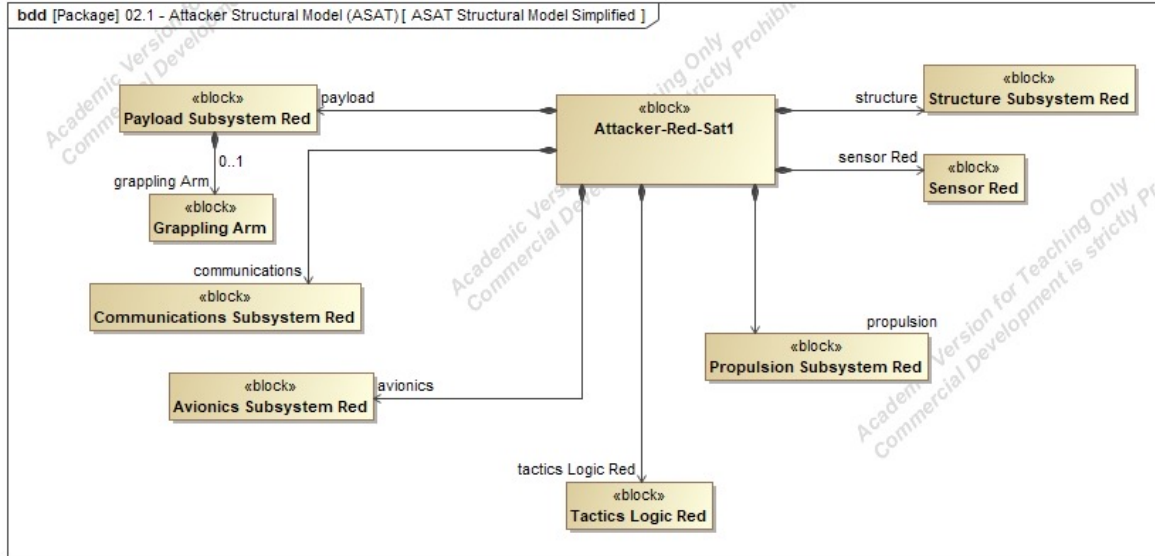 bdd [Package] 02.1 - Attacker Structural Model (ASAT) [ ASAT Structural Model Simplified ]
«block»
Payload Subsystem Red
payload
0..1
grappling Arm
«block»
Grappling Arm
communications
«block»
Communications Subsystem Red
avionics
«block»
Avionics Subsystem Red
«block»
Attacker-Red-Sat1
tactics Logic Red
«block»
Tactics Logic Red
structure
«block»
Structure Subsystem Red
sensor Red
«block»
Sensor Red
propulsion
«block»
Propulsion Subsystem Red
Academic Version for Teaching Only
Commercial Development is strictly Prohibited